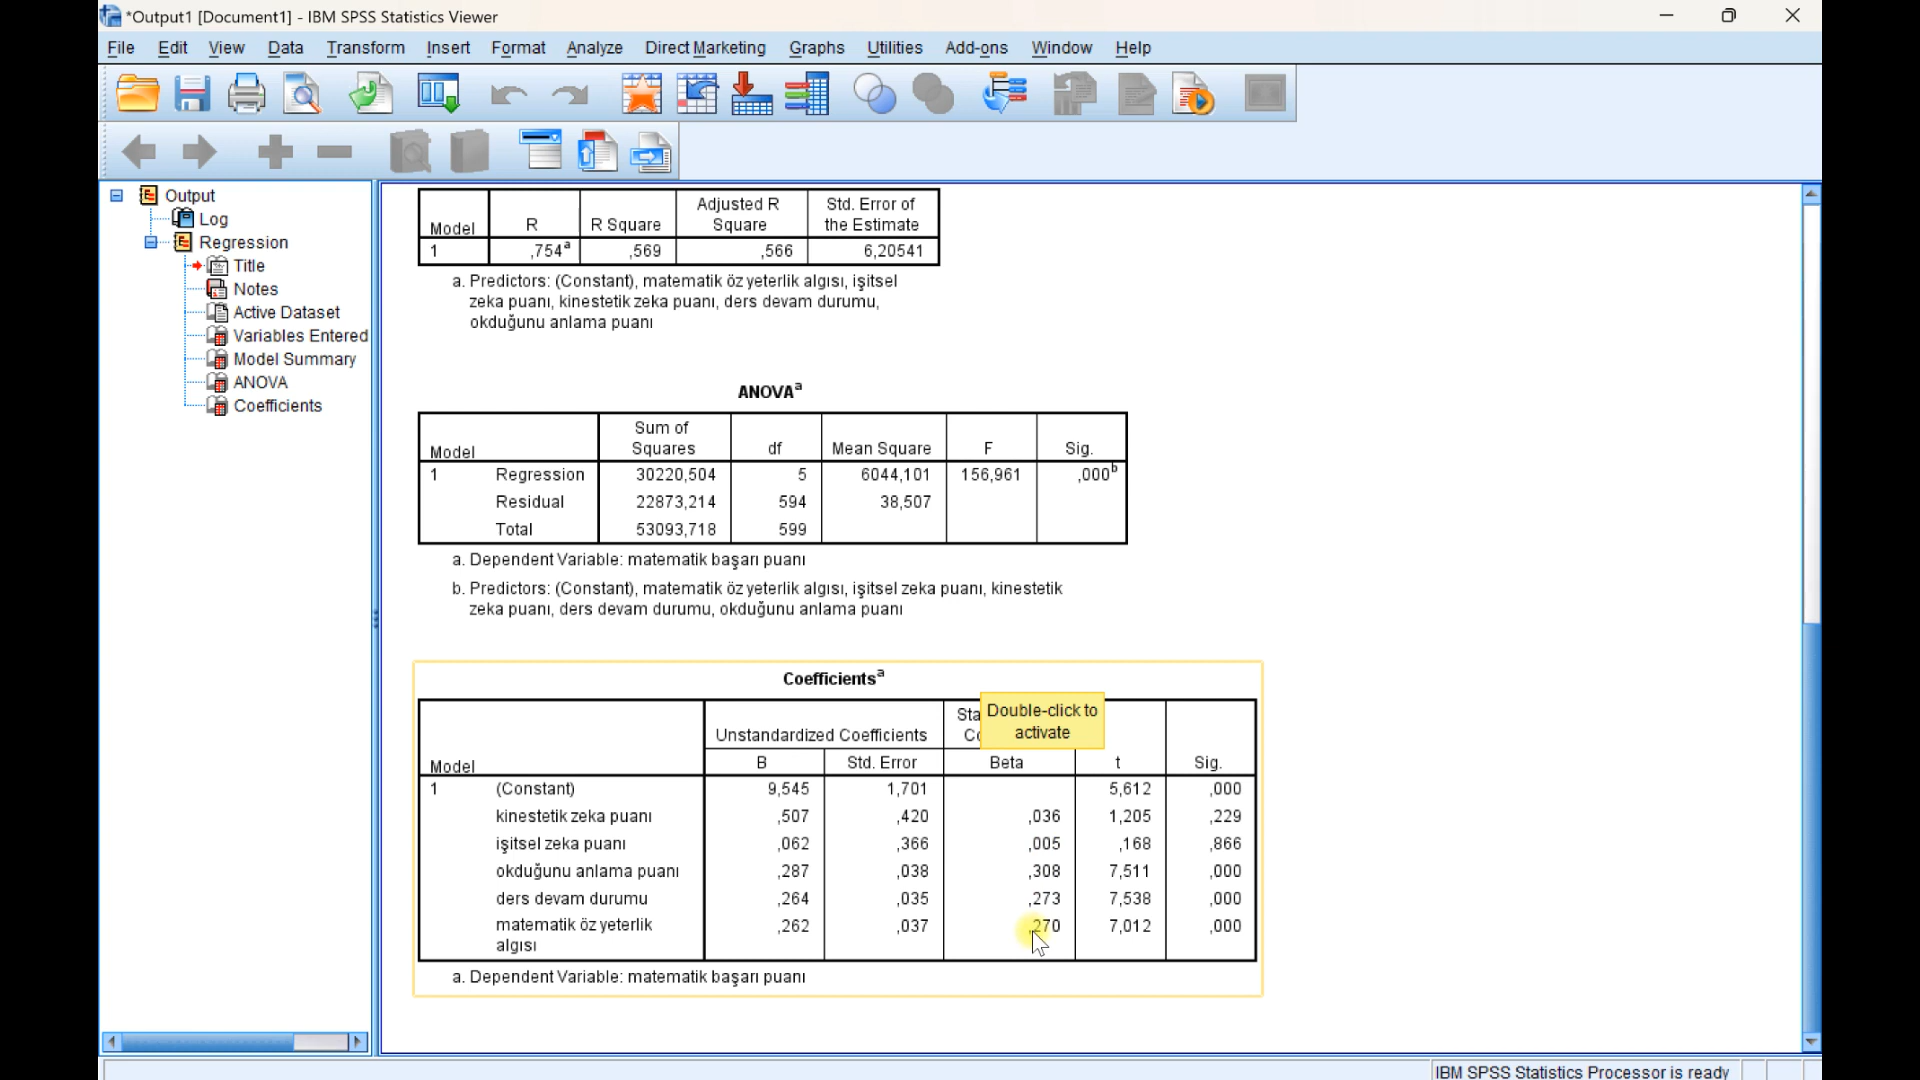 *Output1 [Document1] - IBM SPSS Statistics Viewer
File Edit View Data Transform Insert Format Analyze Direct Marketing Graphs Utilities Add-ons Window Help
Output
Log
Regression
Title
Notes
Active Dataset
Variables Entered
Model Summary
ANOVA
Coefficients
Model R R Square Adjusted R Square Std. Error of the Estimate
1 ,754a ,569 ,566 6,20541
a. Predictors: (Constant), matematik öz yeterlik algısı, işitsel
zeka puanı, kinestetik zeka puanı, ders devam durumu,
okduğunu anlama puanı
ANOVAa
Model Sum of Squares df Mean Square F Sig.
1 Regression 30220,504 5 6044,101 156,961 ,000b
Residual 22873,214 594 38,507
Total 53093,718 599
a. Dependent Variable: matematik başarı puanı
b. Predictors: (Constant), matematik öz yeterlik algısı, işitsel zeka puanı, kinestetik
zeka puanı, ders devam durumu, okduğunu anlama puanı
Coefficientsa
Double-click to
activate
Unstandardized Coefficients
Model B Std. Error Beta t Sig.
1 (Constant) 9,545 1,701 5,612 ,000
kinestetik zeka puanı ,507 ,420 ,036 1,205 ,229
işitsel zeka puanı ,062 ,366 ,005 ,168 ,866
okduğunu anlama puanı ,287 ,038 ,308 7,511 ,000
ders devam durumu ,264 ,035 ,273 7,538 ,000
matematik öz yeterlik ,262 ,037 ,270 7,012 ,000
algısı
a. Dependent Variable: matematik başarı puanı
IBM SPSS Statistics Processor is ready